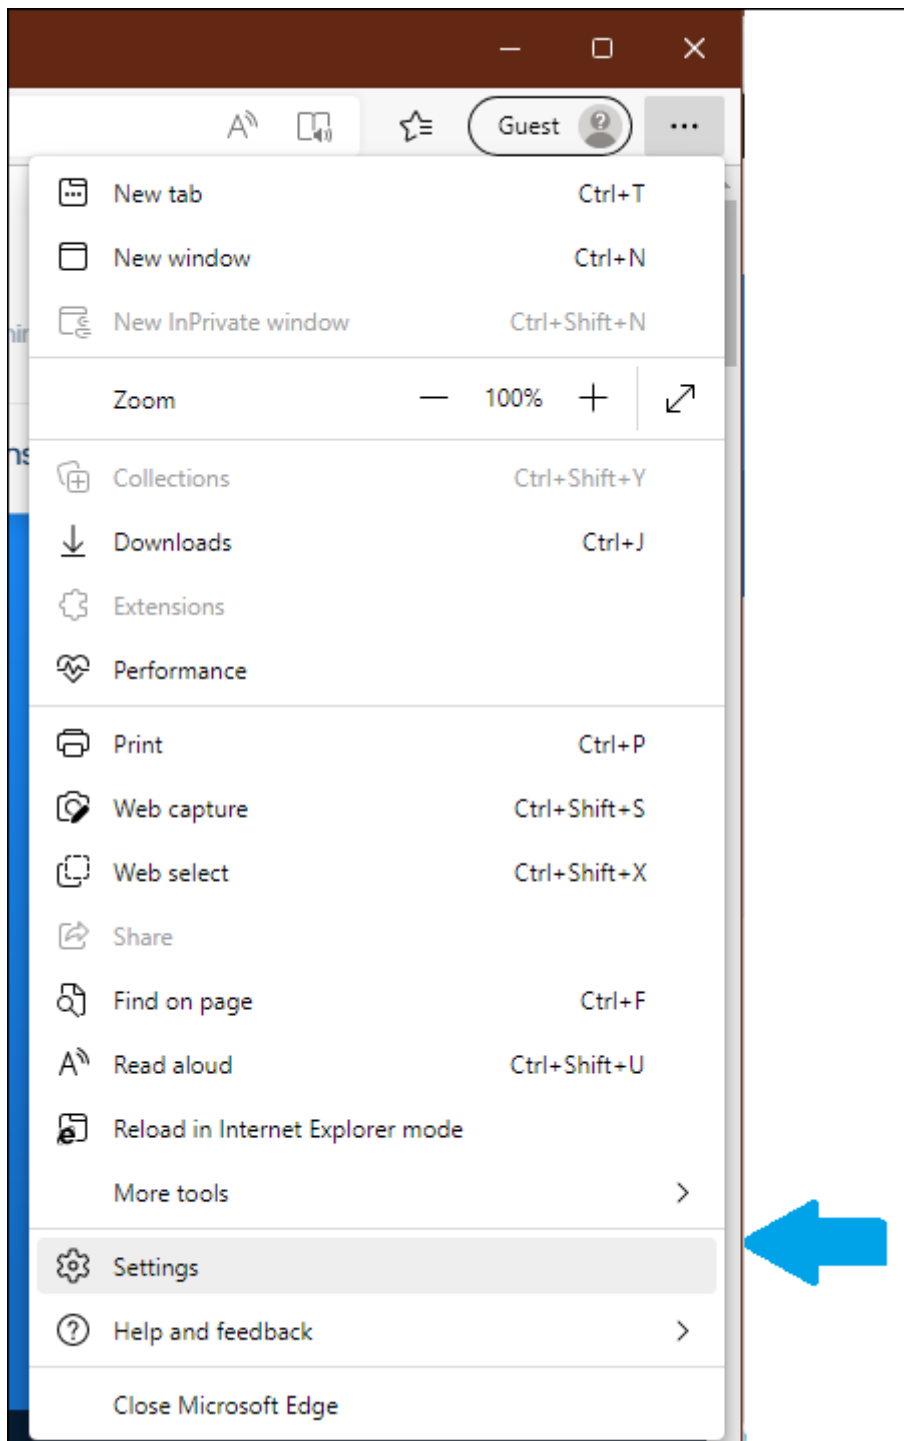 Guest
New tab Ctrl+T
New window Ctrl+N
New InPrivate window Ctrl+Shift+N
Zoom 100%
Collections Ctrl+Shift+Y
Downloads Ctrl+J
Extensions
Performance
Print Ctrl+P
Web capture Ctrl+Shift+S
Web select Ctrl+Shift+X
Share
Find on page Ctrl+F
Read aloud Ctrl+Shift+U
Reload in Internet Explorer mode
More tools
Settings
Help and feedback
Close Microsoft Edge